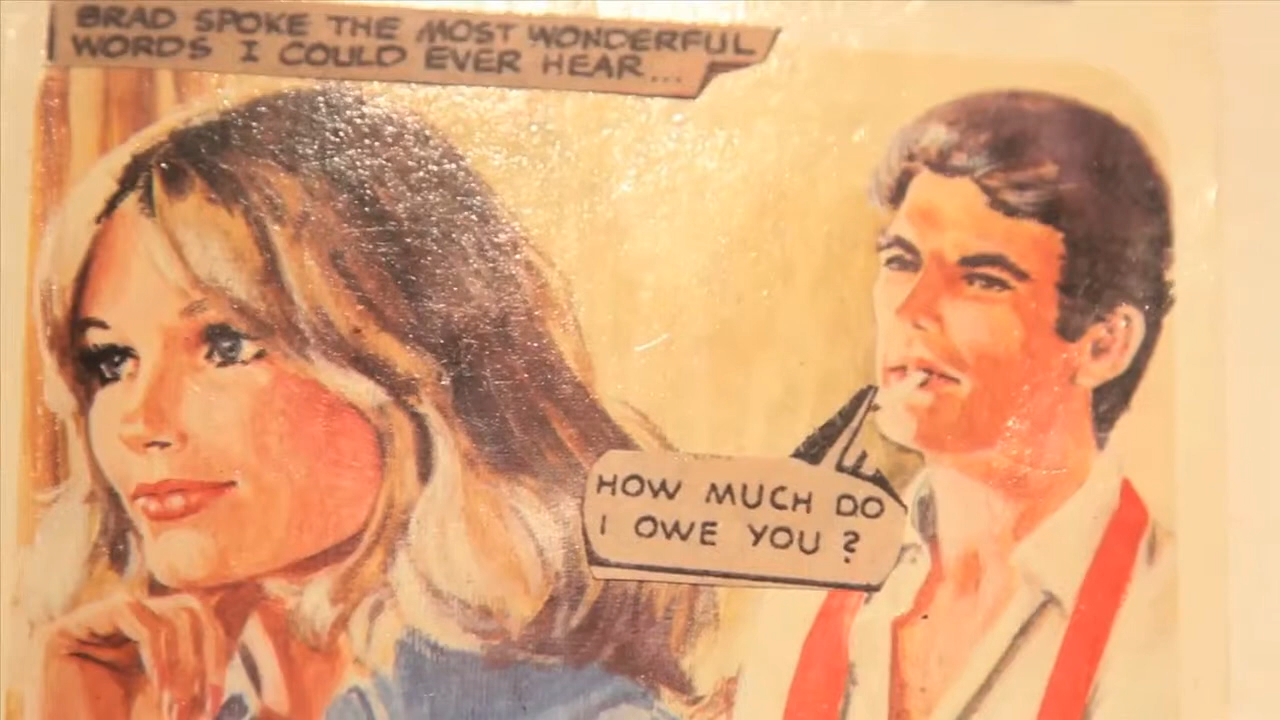 BRAD SPOKE THE MOST WONDERFUL
WORDS I COULD EVER HEAR...
HOW MUCH DO
I OWE YOU?